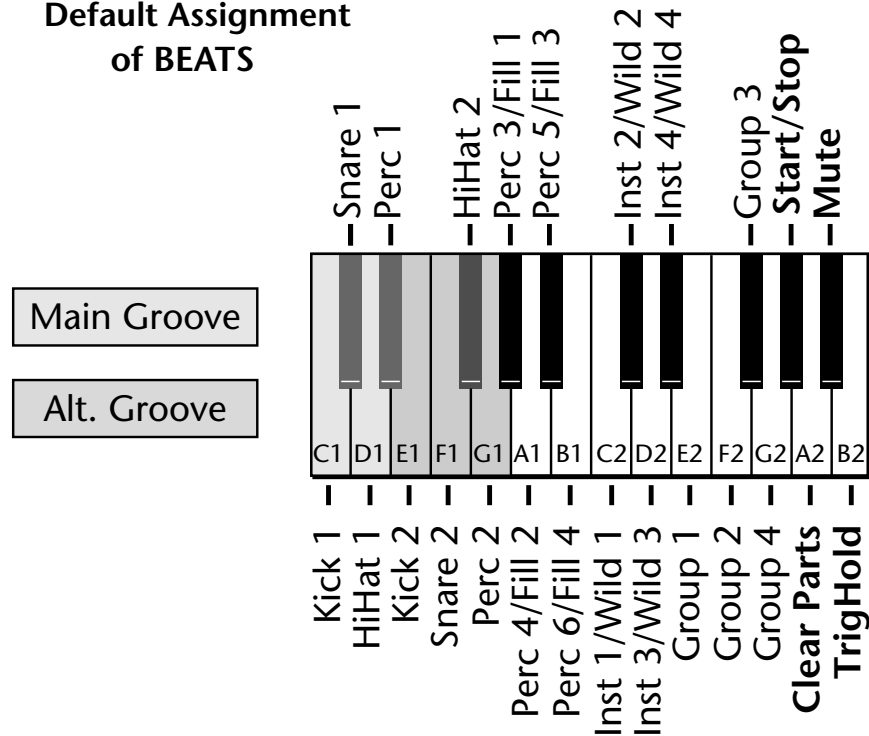 Default Assignment
of BEATS
Snare 1
Perc 1
HiHat 2
Perc 3/Fill 1
Perc 5/Fill 3
Inst 2/Wild 2
Inst 4/Wild 4
Group 3
Start/Stop
Mute
Main Groove
Alt. Groove
C1 D1 E1 F1 G1 A1 B1 C2 D2 E2 F2 G2 A2 B2
Kick 1
HiHat 1
Kick 2
Snare 2
Perc 2
Perc 4/Fill 2
Perc 6/Fill 4
Inst 1/Wild 1
Inst 3/Wild 3
Group 1
Group 2
Group 4
Clear Parts
TrigHold